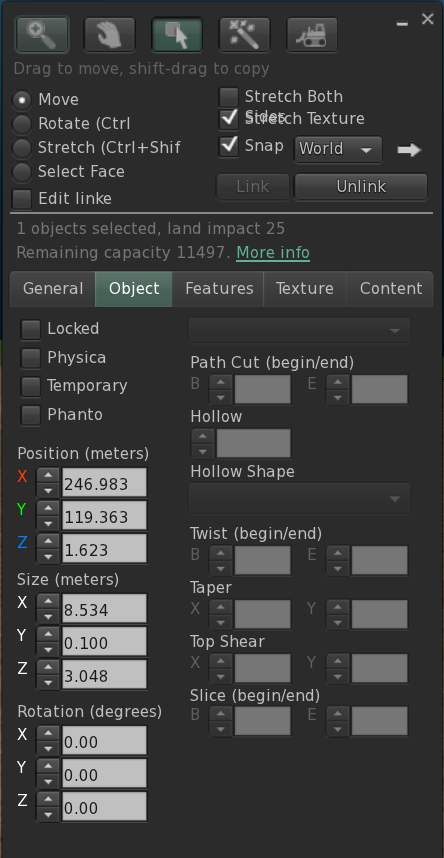 Drag to move, shift-drag to copy
Move
Rotate (Ctrl
Stretch (Ctrl+Shif
Select Face
Edit linke
Stretch Both
Sides
Stretch Texture
Snap
World
Link
Unlink
1 objects selected, land impact 25
Remaining capacity 11497. More info
General Object Features Texture Content
Locked
Physica
Temporary
Phanto
Position (meters)
X 246.983
Y 119.363
Z 1.623
Size (meters)
X 8.534
Y 0.100
Z 3.048
Rotation (degrees)
X 0.00
Y 0.00
Z 0.00
Path Cut (begin/end)
B E
Hollow
Hollow Shape
Twist (begin/end)
B E
Taper
X Y
Top Shear
X Y
Slice (begin/end)
B E